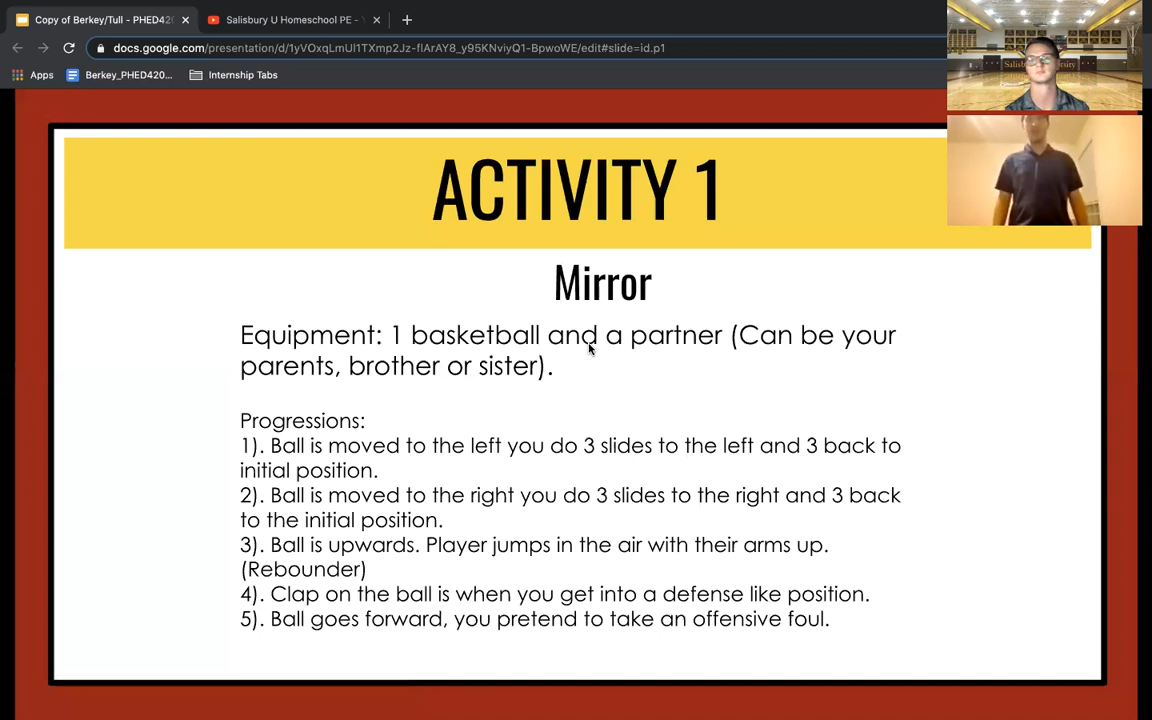 Copy of Berkey/Tull - PHED420
Salisbury U Homeschool PE -
docs.google.com/presentation/d/1yVOxqLmUl1TXmp2Jz-flArAY8_y95KNviyQ1-BpwoWE/edit#slide=id.p1
Apps
Berkey_PHED420...
Internship Tabs
ACTIVITY 1
Mirror
Equipment: 1 basketball and a partner (Can be your
parents, brother or sister).
Progressions:
1). Ball is moved to the left you do 3 slides to the left and 3 back to
initial position.
2). Ball is moved to the right you do 3 slides to the right and 3 back
to the initial position.
3). Ball is upwards. Player jumps in the air with their arms up.
(Rebounder)
4). Clap on the ball is when you get into a defense like position.
5). Ball goes forward, you pretend to take an offensive foul.